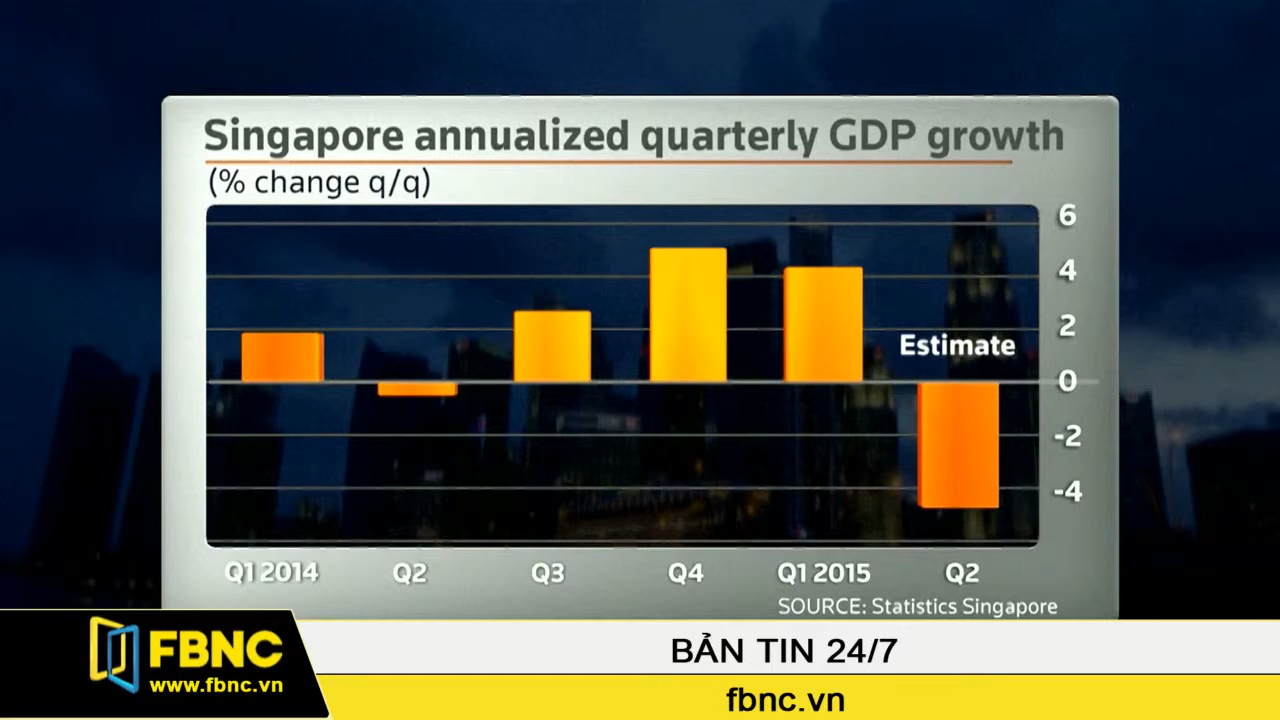 Singapore annualized quarterly GDP growth
(% change q/q)
6
4
2
Estimate
0
-2
-4
Q1 2014 Q2 Q3 Q4 Q1 2015 Q2
SOURCE: Statistics Singapore
FBNC
www.fbnc.vn
BẢN TIN 24/7
fbnc.vn